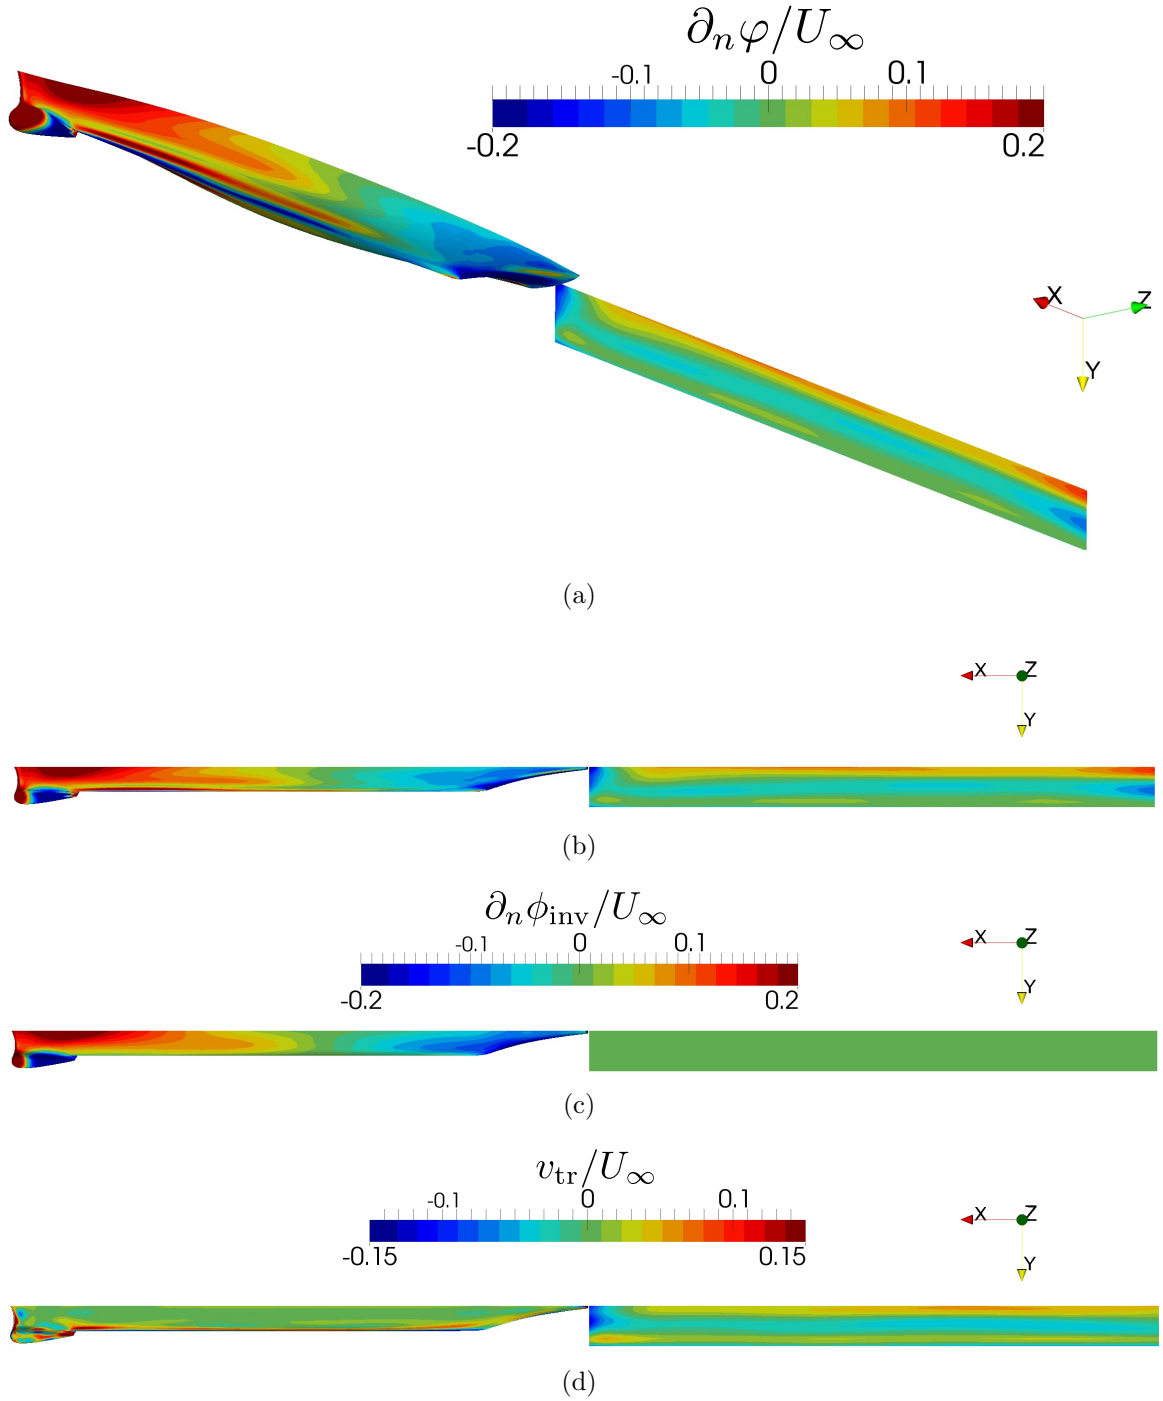 ∂ₙφ/U∞
-0.1 0 0.1
-0.2 0.2
X Z
Y
(a)
X Z
Y
(b)
∂ₙϕinv/U∞
-0.1 0 0.1
-0.2 0.2
X Z
Y
(c)
vtr/U∞
-0.1 0 0.1
-0.15 0.15
X Z
Y
(d)